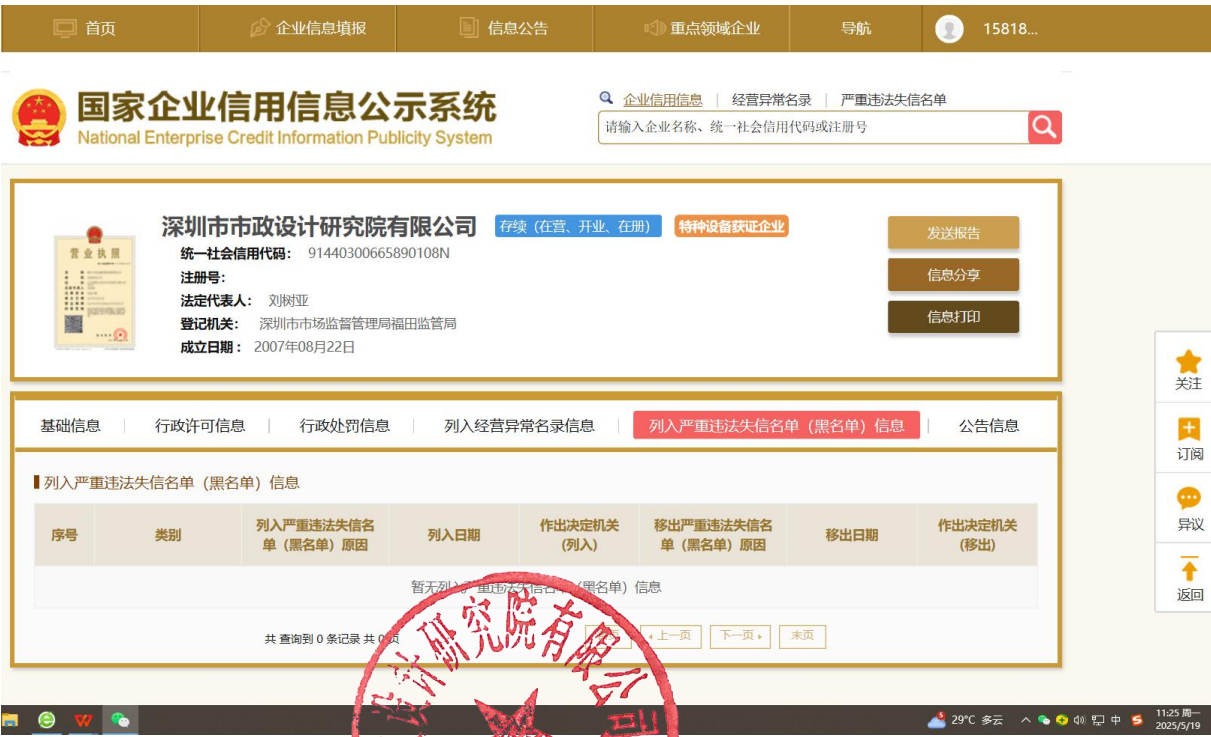 首页 企业信息填报 信息公告 重点领域企业 导航 15818...
国家企业信用信息公示系统
National Enterprise Credit Information Publicity System
企业信用信息 经营异常名录 严重违法失信名单
请输入企业名称、统一社会信用代码或注册号
深圳市市政设计研究院有限公司 存续（在营、开业、在册） 特种设备获证企业
统一社会信用代码： 91440300665890108N
注册号：
法定代表人： 刘树亚
登记机关： 深圳市市场监督管理局福田监管局
成立日期： 2007年08月22日
营业执照
发送报告
信息分享
信息打印
关注
订阅
异议
返回
基础信息 行政许可信息 行政处罚信息 列入经营异常名录信息 列入严重违法失信名单（黑名单）信息 公告信息
列入严重违法失信名单（黑名单）信息
序号 类别 列入严重违法失信名单（黑名单）原因 列入日期 作出决定机关(列入) 移出严重违法失信名单（黑名单）原因 移出日期 作出决定机关(移出)
暂无列入严重违法失信名单（黑名单）信息
共 查询到 0 条记录 共 0 页 上一页 下一页 末页
设计研究院有限公司
29°C 多云 中 11:25 周一
2025/5/19